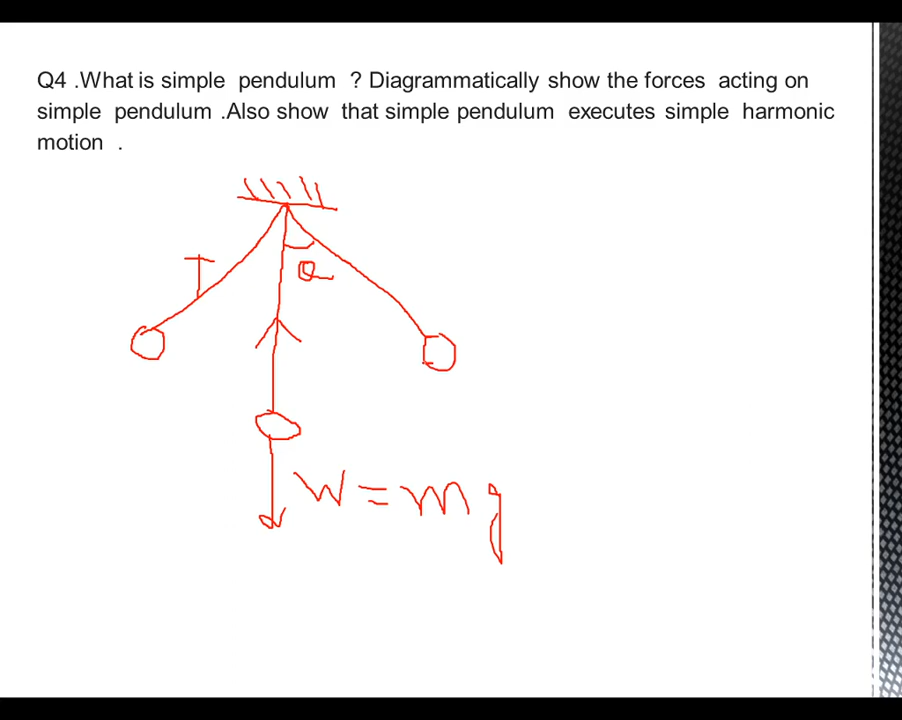 Q4 .What is simple pendulum ? Diagrammatically show the forces acting on
simple pendulum .Also show that simple pendulum executes simple harmonic
motion .
T
θ
W = mg